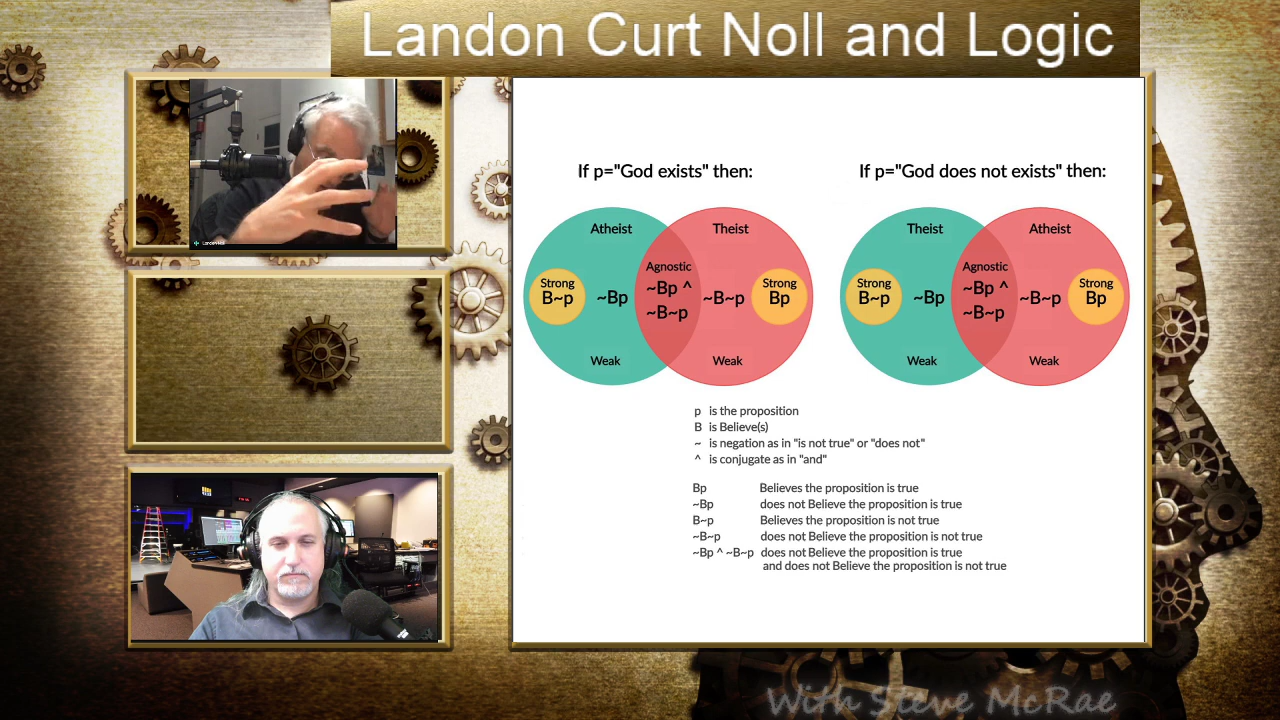 Landon Curt Noll and Logic
Landon Noll
If p="God exists" then:
Atheist
Theist
Agnostic
Strong
B~p
~Bp
~Bp ^
~B~p
~B~p
Strong
Bp
Weak
Weak
If p="God does not exists" then:
Theist
Atheist
Agnostic
Strong
B~p
~Bp
~Bp ^
~B~p
~B~p
Strong
Bp
Weak
Weak
p is the proposition
B is Believe(s)
~ is negation as in "is not true" or "does not"
^ is conjugate as in "and"
Bp Believes the proposition is true
~Bp does not Believe the proposition is true
B~p Believes the proposition is not true
~B~p does not Believe the proposition is not true
~Bp ^ ~B~p does not Believe the proposition is true
and does not Believe the proposition is not true
With Steve McRae